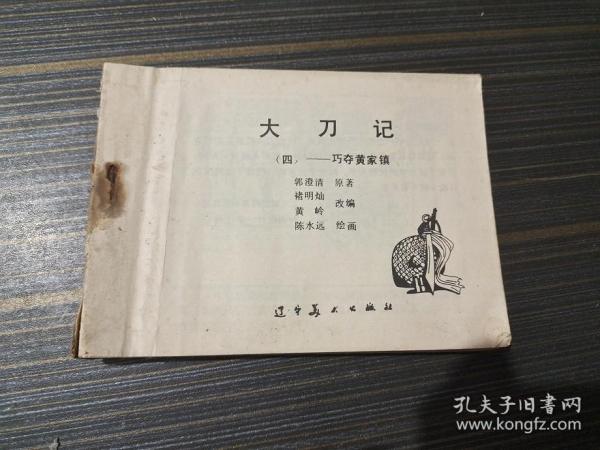 大刀记
（四）——巧夺黄家镇
郭澄清 原著
褚明灿
黄岭 改编
陈水远 绘画
辽宁美术出版社
孔夫子旧书网
www.kongfz.com